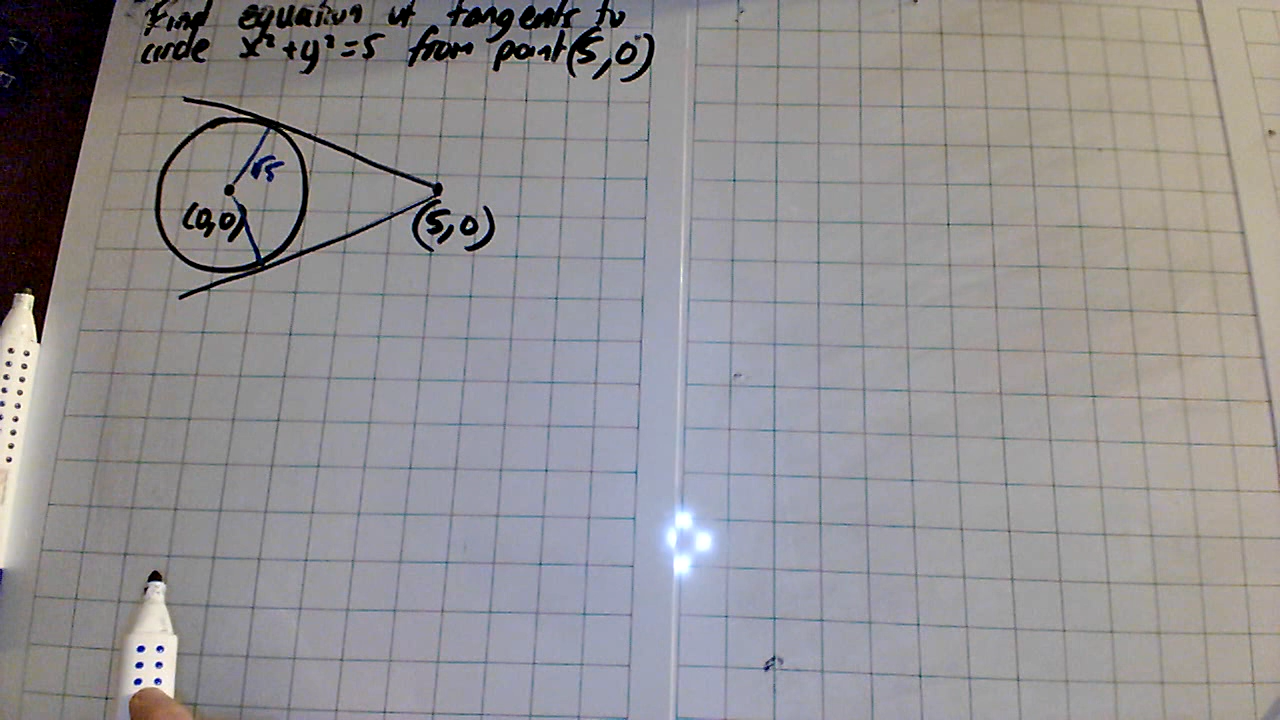 Find equation of tangents to
circle x²+y²=5 from point (5,0)
√5
(0,0)
(5,0)